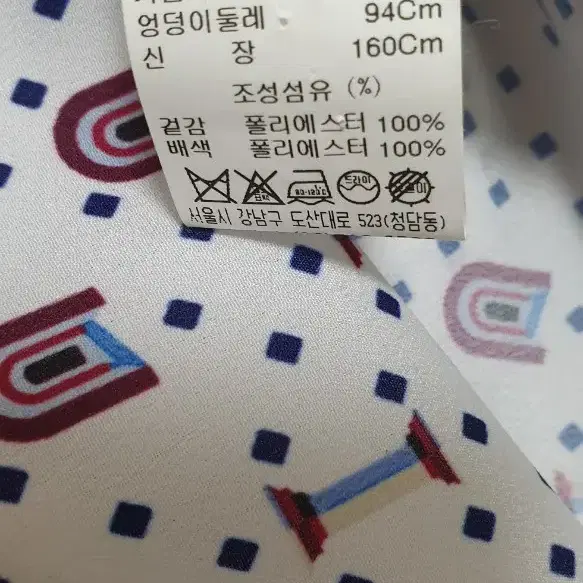 엉덩이둘레 94Cm
신 장 160Cm
조성섬유 (%)
겉감 폴리에스터 100%
배색 폴리에스터 100%
80~120℃ 드라이
서울시 강남구 도산대로 523(청담동)